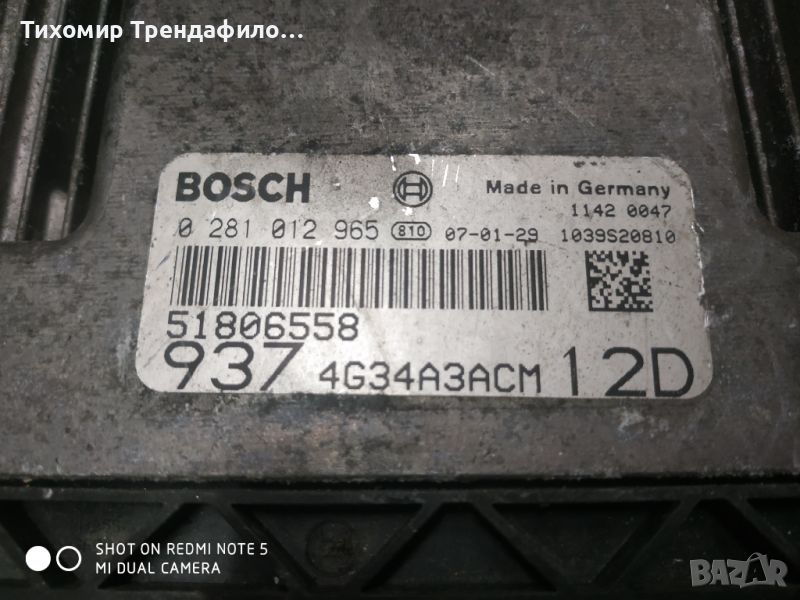 Тихомир Трендафило...
BOSCH
Made in Germany
1142 0047
0 281 012 965 810 07-01-29 1039S20810
51806558
937 4G34A3ACM 12D
SHOT ON REDMI NOTE 5
MI DUAL CAMERA
BAZAR